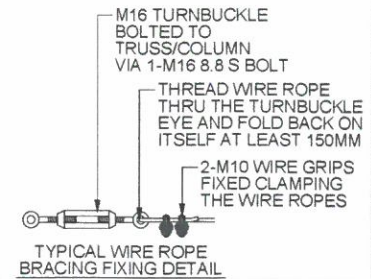 M16 TURNBUCKLE
BOLTED TO
TRUSS/COLUMN
VIA 1-M16 8.8 S BOLT
THREAD WIRE ROPE
THRU THE TURNBUCKLE
EYE AND FOLD BACK ON
ITSELF AT LEAST 150MM
2-M10 WIRE GRIPS
FIXED CLAMPING
THE WIRE ROPES
TYPICAL WIRE ROPE
BRACING FIXING DETAIL